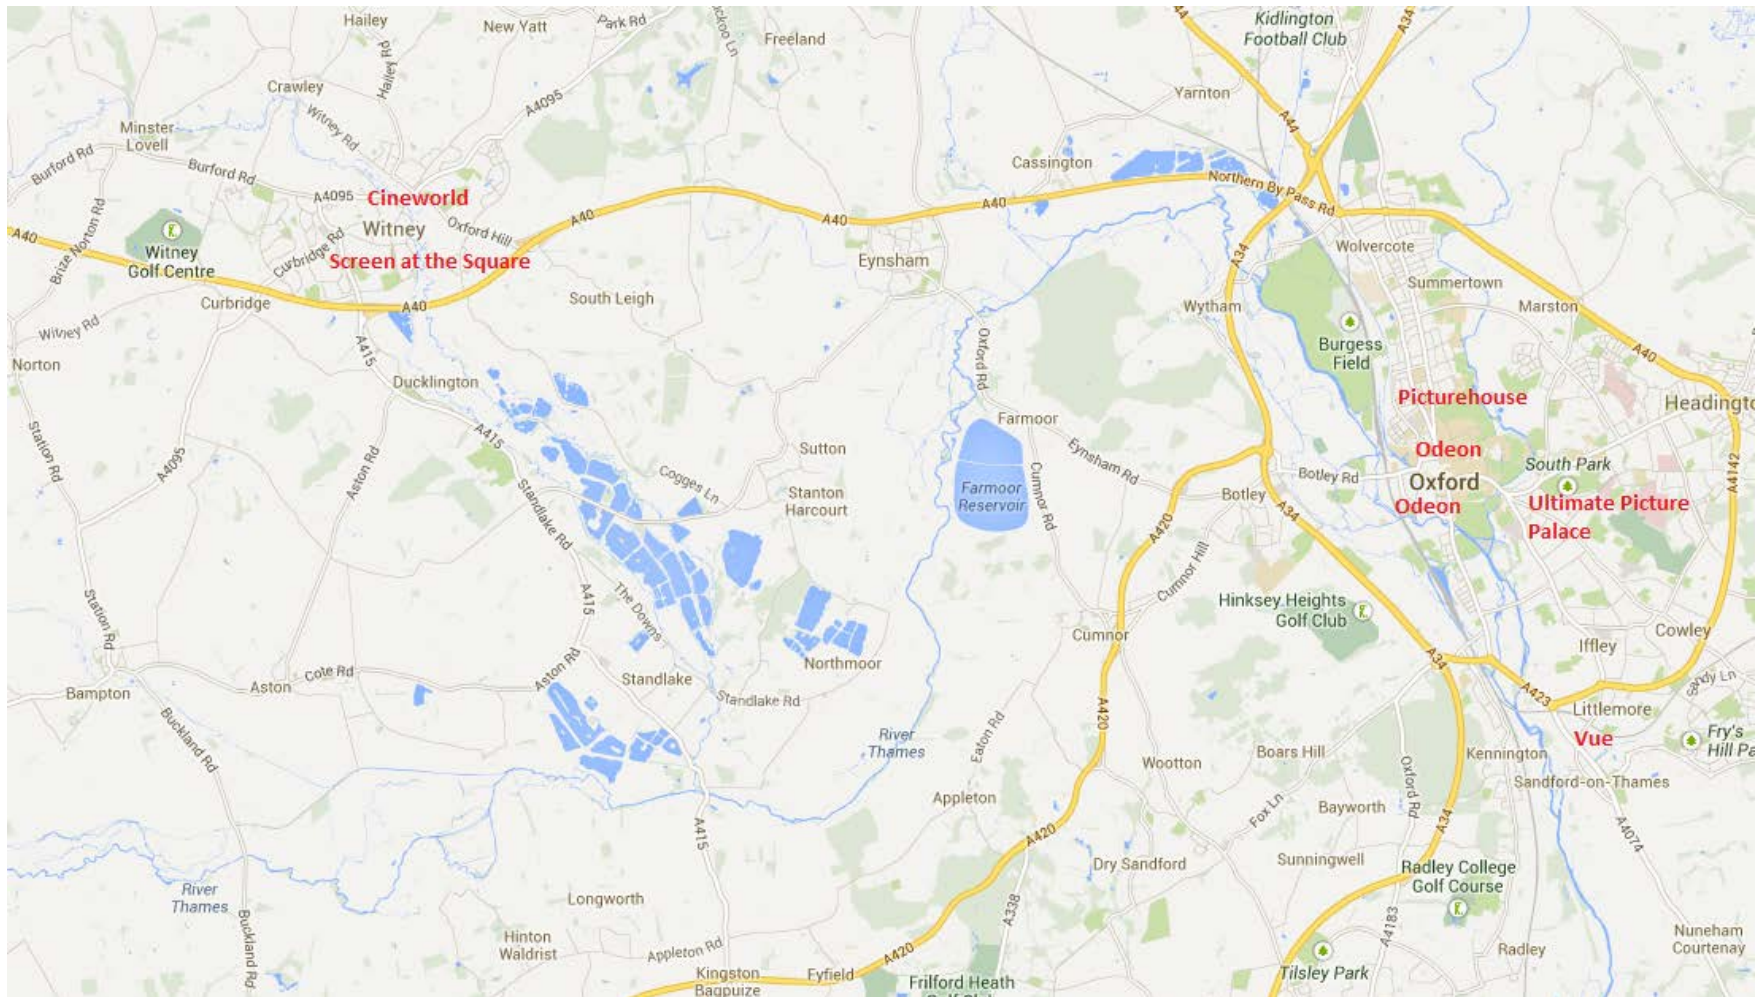 Hailey
New Yatt
Park Rd
Freeland
Kidlington
Football Club
A44
A34
Hailey Rd
Crawley
A4095
Yarnton
A44
Minster
Lovell
Witney Rd
Burford Rd
Burford Rd
Cassington
A4095
Cineworld
Northern By Pass Rd
A40
A40
A40
Witney
Oxford Hill
Brize Norton Rd
A40
Witney
Golf Centre
Curbridge Rd
Screen at the Square
Eynsham
A34
Wolvercote
Summertown
Curbridge
A40
South Leigh
Wytham
Marston
Witney Rd
Burgess
Field
A40
Norton
A415
Oxford Rd
Ducklington
Picturehouse
Headingto
Station Rd
A415
Farmoor
A4095
Aston Rd
Sutton
Eynsham Rd
Odeon
South Park
Cogges Ln
Botley Rd
Oxford
A4142
Standlake Rd
Stanton
Harcourt
Farmoor
Reservoir
Cumnor Rd
Botley
Odeon
A34
Ultimate Picture
Palace
A420
Cumnor Hill
Station Rd
A415
The Downs
Hinksey Heights
Golf Club
Cumnor
Iffley
Cowley
Northmoor
A34
Bampton
Aston
Cote Rd
Aston Rd
Standlake
Standlake Rd
A423
Sandy Ln
Littlemore
A420
Buckland Rd
River
Thames
Eaton Rd
Boars Hill
Kennington
Vue
Fry's
Hill Pa
Wootton
Oxford Rd
Sandford-on-Thames
Appleton
Fox Ln
Bayworth
A415
A420
A34
A4074
Dry Sandford
Sunningwell
Radley College
Golf Course
River
Thames
Longworth
A338
A4183
Buckland Rd
Hinton
Waldrist
Appleton Rd
A420
Radley
Nuneham
Courtenay
Kingston
Bagpuize
Fyfield
Frilford Heath
Tilsley Park